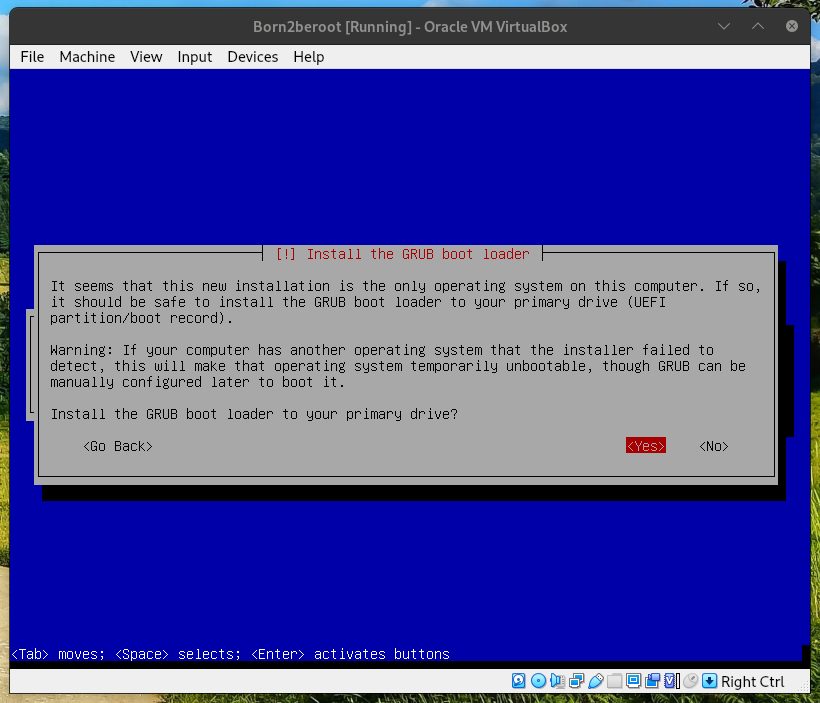 Born2beroot [Running] - Oracle VM VirtualBox
File Machine View Input Devices Help
[!] Install the GRUB boot loader
It seems that this new installation is the only operating system on this computer. If so,
it should be safe to install the GRUB boot loader to your primary drive (UEFI
partition/boot record).
Warning: If your computer has another operating system that the installer failed to
detect, this will make that operating system temporarily unbootable, though GRUB can be
manually configured later to boot it.
Install the GRUB boot loader to your primary drive?
<Go Back> <Yes> <No>
<Tab> moves; <Space> selects; <Enter> activates buttons
Right Ctrl